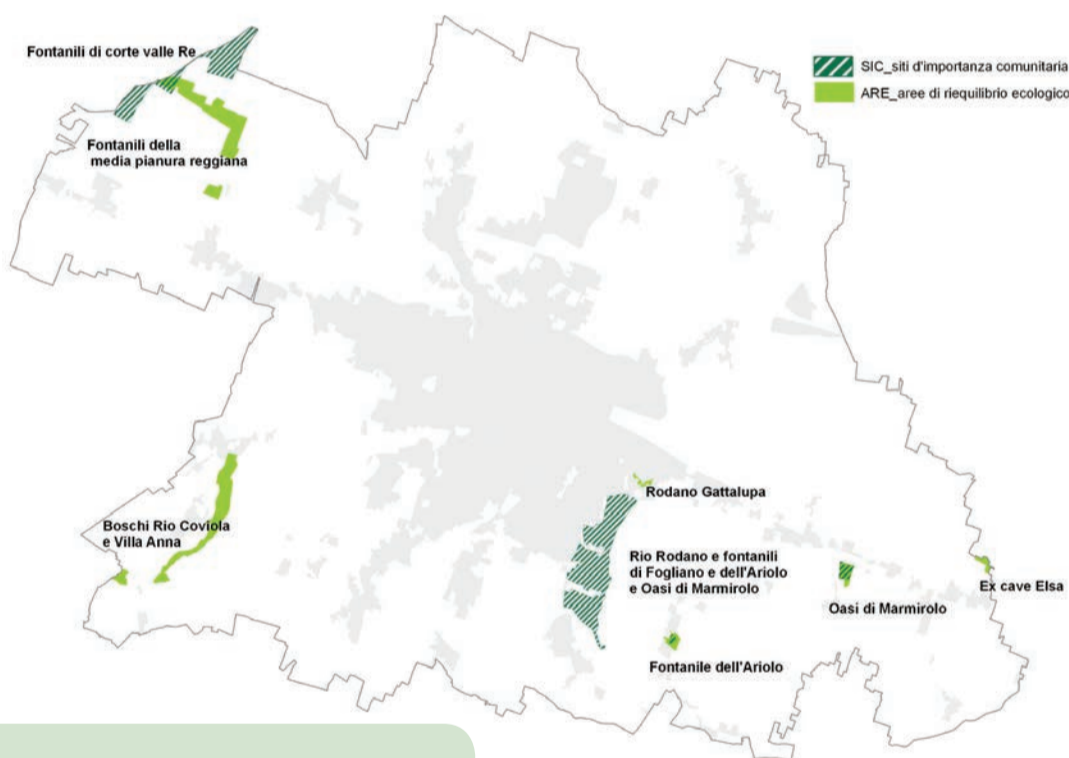 Fontanili di corte valle Re
SIC_siti d'importanza comunitaria
ARE_aree di riequilibrio ecologico
Fontanili della
media pianura reggiana
Rodano Gattalupa
Boschi Rio Coviola
e Villa Anna
Rio Rodano e fontanili
di Fogliano e dell'Ariolo
e Oasi di Marmirolo
Ex cave Elsa
Oasi di Marmirolo
Fontanile dell'Ariolo